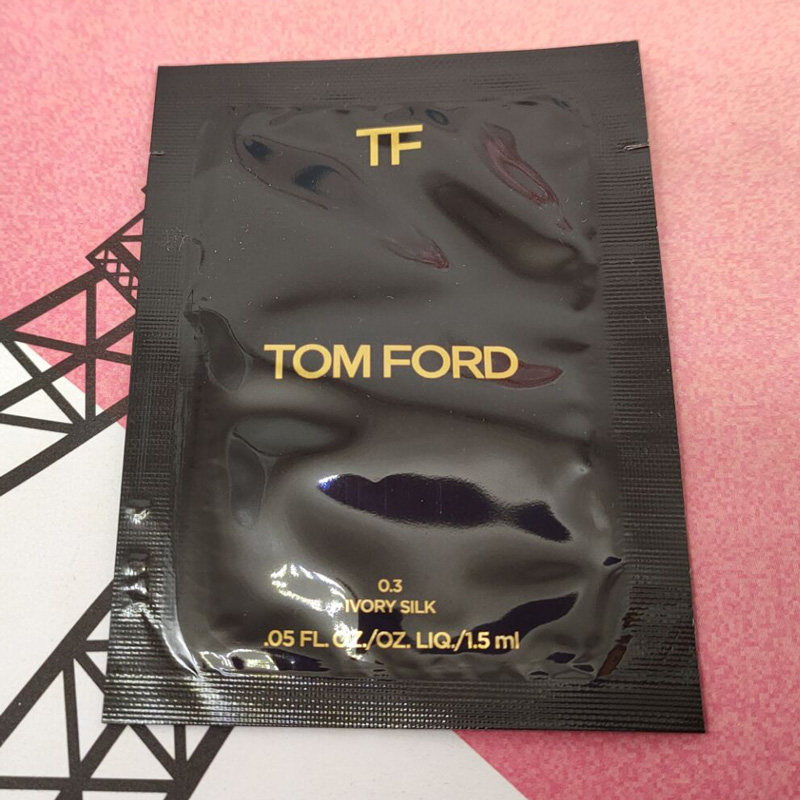 TF
TOM FORD
0.3
IVORY SILK
.05 FL. OZ./OZ. LIQ./1.5 ml